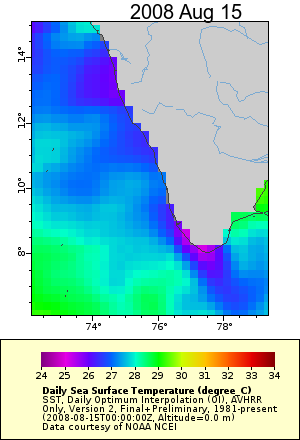 2008 Aug 15
14°
12°
10°
8°
74° 76° 78°
24 25 26 27 28 29 30 31 32 33 34
Daily Sea Surface Temperature (degree_C)
SST, Daily Optimum Interpolation (OI), AVHRR
Only, Version 2, Final+Preliminary, 1981-present
(2008-08-15T00:00:00Z, Altitude=0.0 m)
Data courtesy of NOAA NCEI